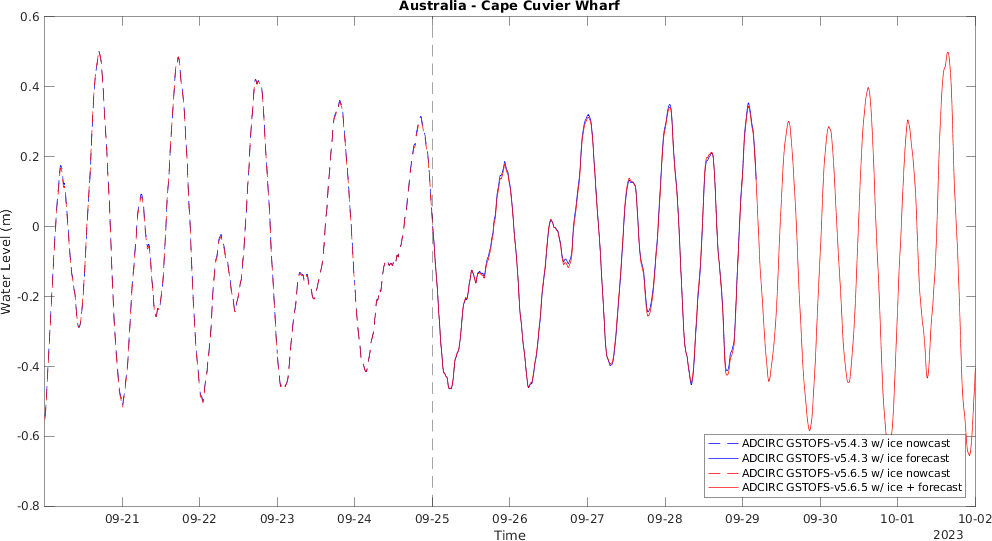 Australia - Cape Cuvier Wharf
0.6
0.4
0.2
0
-0.2
-0.4
-0.6
-0.8
Water Level (m)
ADCIRC GSTOFS-v5.4.3 w/ ice nowcast
ADCIRC GSTOFS-v5.4.3 w/ ice forecast
ADCIRC GSTOFS-v5.6.5 w/ ice nowcast
ADCIRC GSTOFS-v5.6.5 w/ ice + forecast
09-21 09-22 09-23 09-24 09-25 09-26 09-27 09-28 09-29 09-30 10-01 10-02
Time
2023